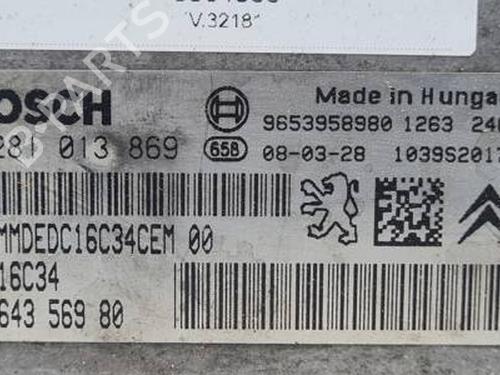 V.3218
OSCH
Made in Hunga
281 013 869
658
9653958980 1263 240
08-03-28 1039S2017
MMDEDC16C34CEM 00
16C34
643 569 80
B-PARTS